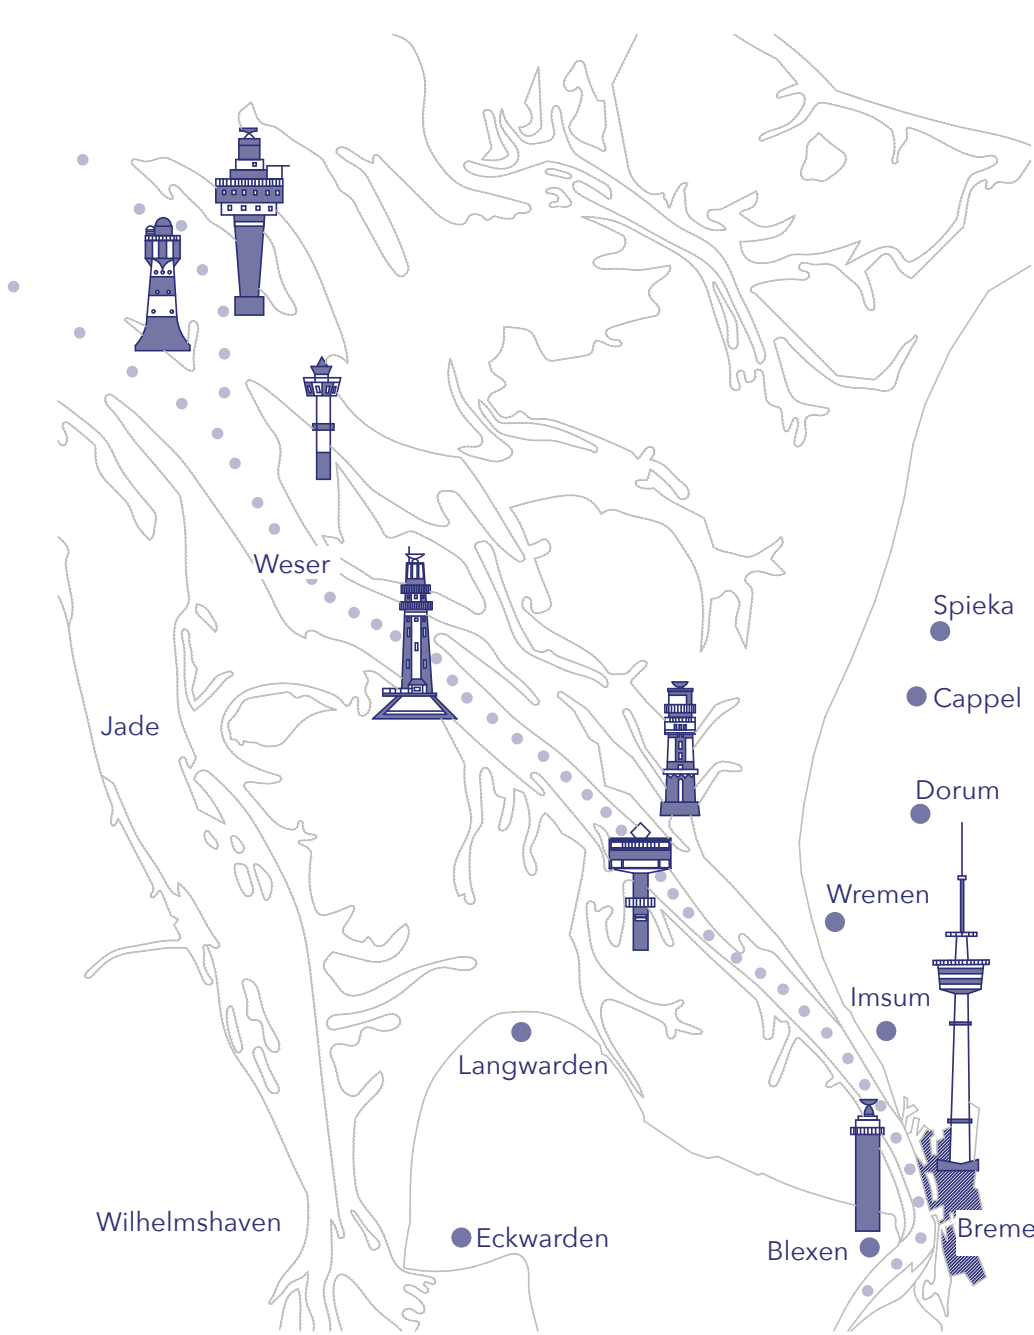 Weser
Spieka
Cappel
Jade
Dorum
Wremen
Imsum
Langwarden
Wilhelmshaven
Eckwarden
Breme
Blexen